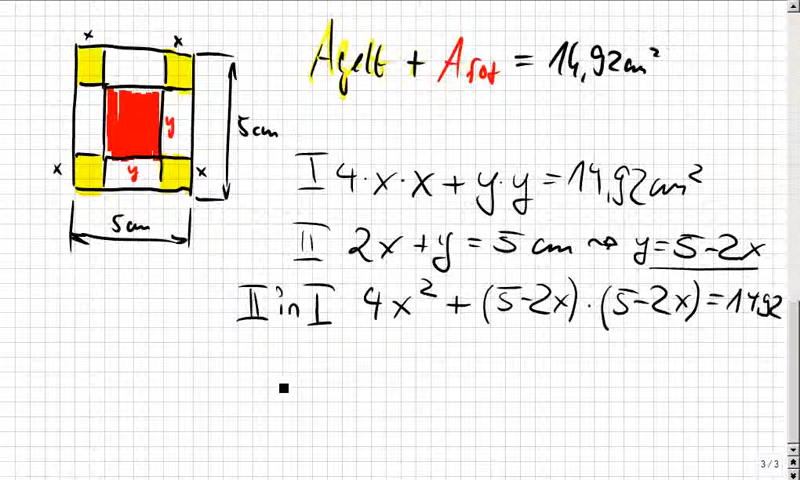 x x
Agelb + Arot = 14,92cm²
y
5cm
x y x
I 4·x·x + y·y = 14,92cm²
5cm
II 2x + y = 5 cm ⇝ y = 5-2x
II in I 4x² + (5-2x)·(5-2x) = 14,92
3 / 3